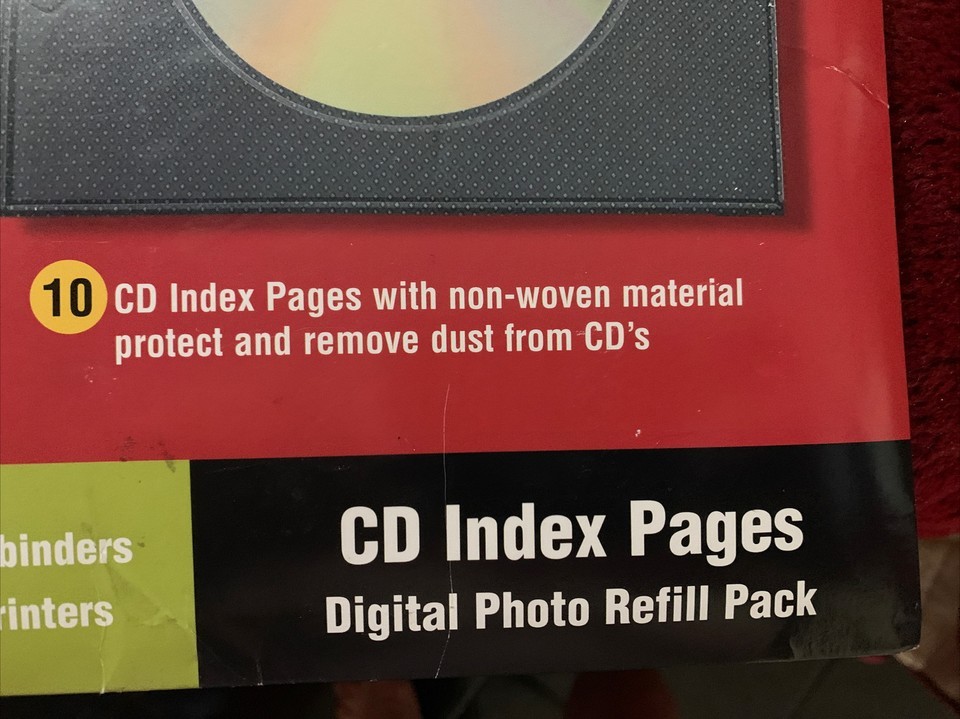 10 CD Index Pages with non-woven material
protect and remove dust from CD's
binders
CD Index Pages
Digital Photo Refill Pack